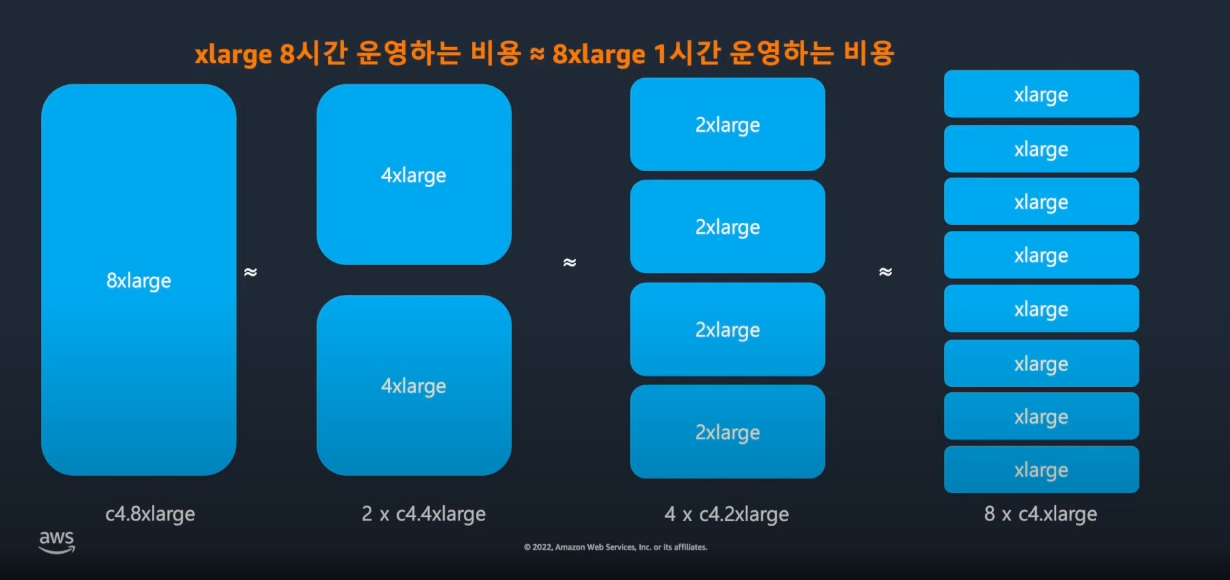 xlarge 8시간 운영하는 비용 ≈ 8xlarge 1시간 운영하는 비용
8xlarge
≈
4xlarge
4xlarge
≈
2xlarge
2xlarge
2xlarge
2xlarge
≈
xlarge
xlarge
xlarge
xlarge
xlarge
xlarge
xlarge
xlarge
c4.8xlarge
2 x c4.4xlarge
4 x c4.2xlarge
8 x c4.xlarge
aws
© 2022, Amazon Web Services, Inc. or its affiliates.